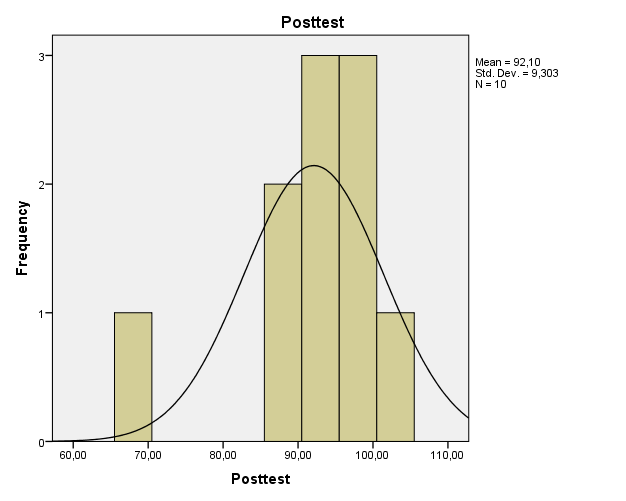 Posttest
Mean = 92,10
Std. Dev. = 9,303
N = 10
3
2
1
0
Frequency
60,00 70,00 80,00 90,00 100,00 110,00
Posttest